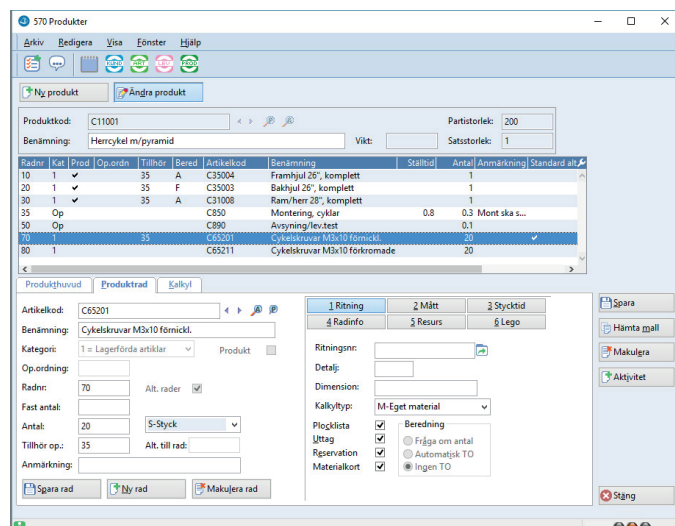 570 Produkter
Arkiv Redigera Visa Fönster Hjälp
KUND ART LEV PROD
Ny produkt Ändra produkt
Produktkod: C11001 Partistorlek: 200
Benämning: Herrcykel m/pyramid Vikt: Satsstorlek: 1
Radnr Kat Prod Op.ordn Tillhör Bered Artikelkod Benämning Ställtid Antal Anmärkning Standard alt
10 1 35 A C35004 Framhjul 26", komplett 1
20 1 F C35003 Bakhjul 26", komplett 1
30 1 35 A C31008 Ram/herr 28", komplett 1
35 Op C850 Montering, cyklar 0.8 0.3 Mont ska s...
50 Op C890 Avsyning/lev.test 0.1
70 1 35 C65201 Cykelskruvar M3x10 förnickl. 20
80 1 C65211 Cykelskruvar M3x10 förkromade 20
Produkthuvud Produktrad Kalkyl
Artikelkod: C65201
Benämning: Cykelskruvar M3x10 förnickl.
Kategori: 1 = Lagerförda artiklar Produkt
Op.ordning:
Radnr: 70 Alt. rader
Fast antal:
Antal: 20 S-Styck
Tillhör op.: 35 Alt. till rad:
Anmärkning:
Spara rad Ny rad Makulera rad
1 Ritning 2 Mått 3 Stycktid
4 Radinfo 5 Resurs 6 Lego
Ritningsnr:
Detalj:
Dimension:
Kalkyltyp: M-Eget material
Plocklista Beredning
Uttag Fråga om antal
Reservation Automatisk TO
Materialkort Ingen TO
Spara
Hämta mall
Makulera
Aktivitet
Stäng